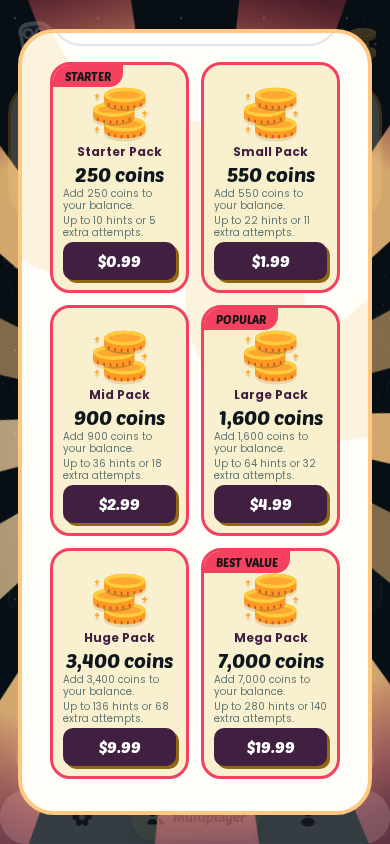 STARTER
Starter Pack
250 coins
Add 250 coins to
your balance.
Up to 10 hints or 5
extra attempts.
$0.99
Small Pack
550 coins
Add 550 coins to
your balance.
Up to 22 hints or 11
extra attempts.
$1.99
Mid Pack
900 coins
Add 900 coins to
your balance.
Up to 36 hints or 18
extra attempts.
$2.99
POPULAR
Large Pack
1,600 coins
Add 1,600 coins to
your balance.
Up to 64 hints or 32
extra attempts.
$4.99
Huge Pack
3,400 coins
Add 3,400 coins to
your balance.
Up to 136 hints or 68
extra attempts.
$9.99
BEST VALUE
Mega Pack
7,000 coins
Add 7,000 coins to
your balance.
Up to 280 hints or 140
extra attempts.
$19.99
Multiplayer